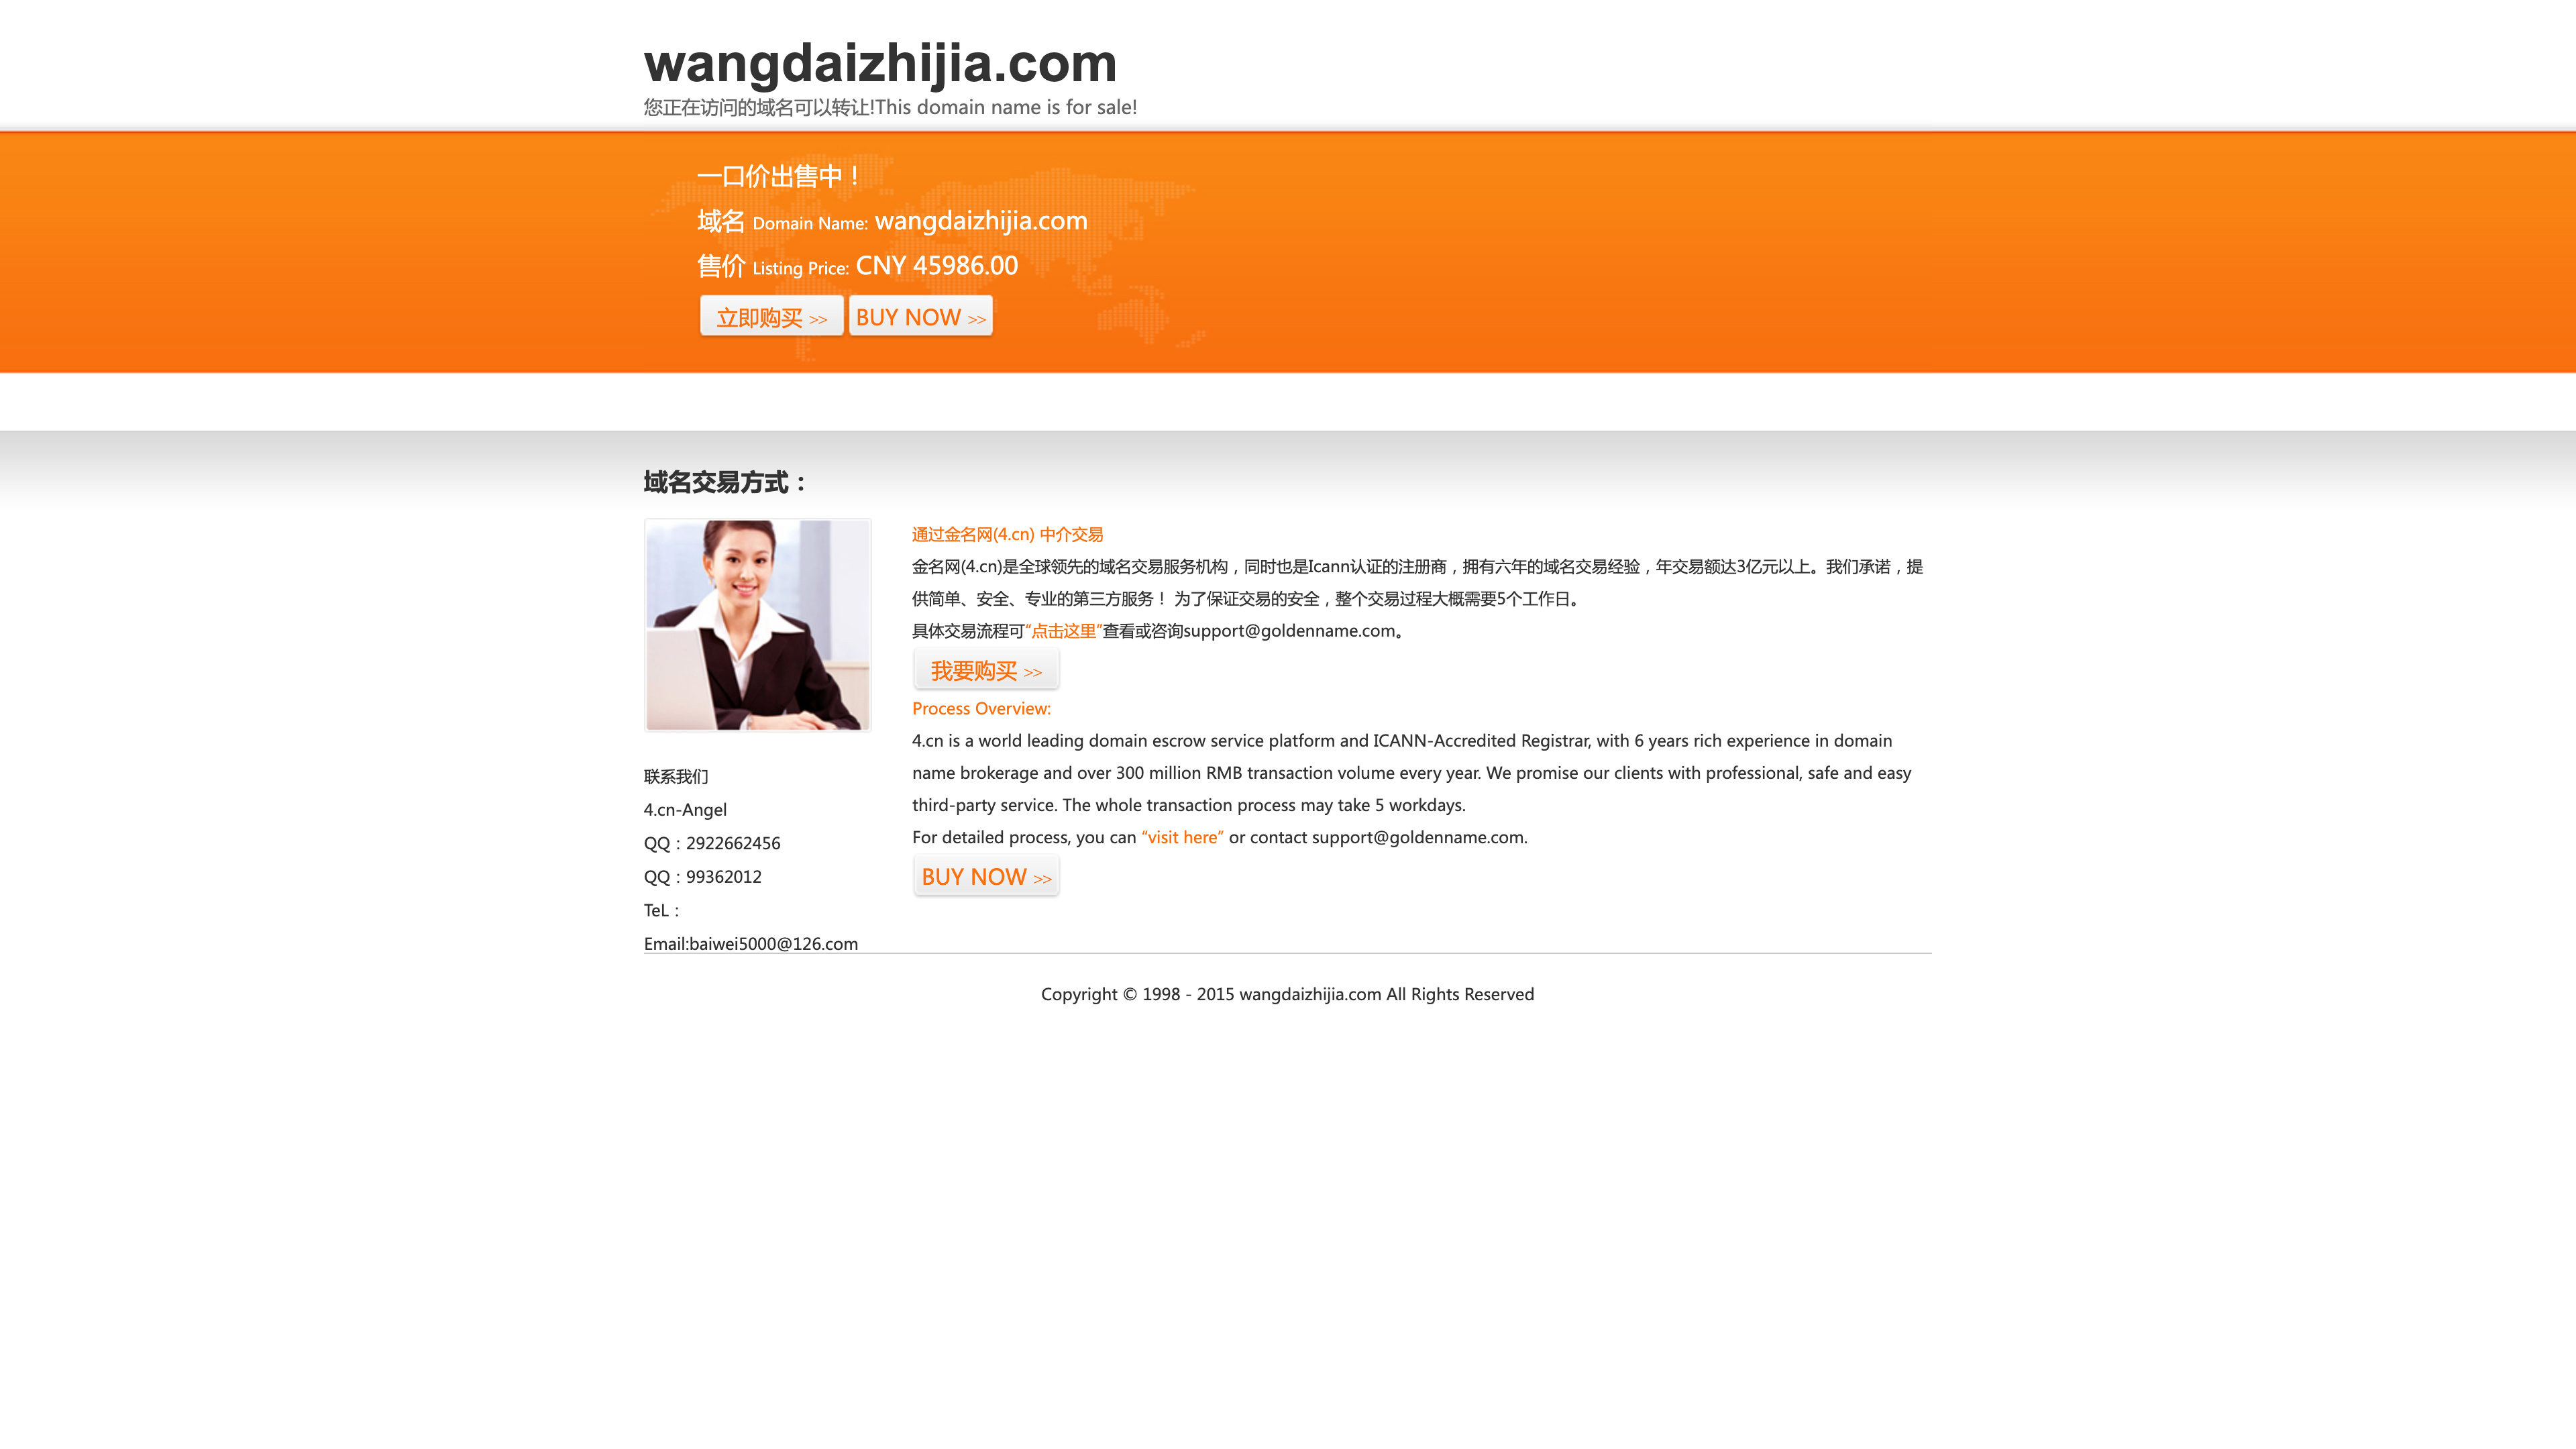 wangdaizhijia.com
您正在访问的域名可以转让!This domain name is for sale!
一口价出售中！
域名 Domain Name: wangdaizhijia.com
售价 Listing Price: CNY 45986.00
立即购买 >> BUY NOW >>
域名交易方式：
通过金名网(4.cn) 中介交易
金名网(4.cn)是全球领先的域名交易服务机构，同时也是Icann认证的注册商，拥有六年的域名交易经验，年交易额达3亿元以上。我们承诺，提
供简单、安全、专业的第三方服务！ 为了保证交易的安全，整个交易过程大概需要5个工作日。
具体交易流程可“点击这里”查看或咨询support@goldenname.com。
我要购买 >>
Process Overview:
4.cn is a world leading domain escrow service platform and ICANN-Accredited Registrar, with 6 years rich experience in domain
name brokerage and over 300 million RMB transaction volume every year. We promise our clients with professional, safe and easy
third-party service. The whole transaction process may take 5 workdays.
For detailed process, you can “visit here” or contact support@goldenname.com.
BUY NOW >>
联系我们
4.cn-Angel
QQ：2922662456
QQ：99362012
TeL：
Email:baiwei5000@126.com
Copyright © 1998 - 2015 wangdaizhijia.com All Rights Reserved